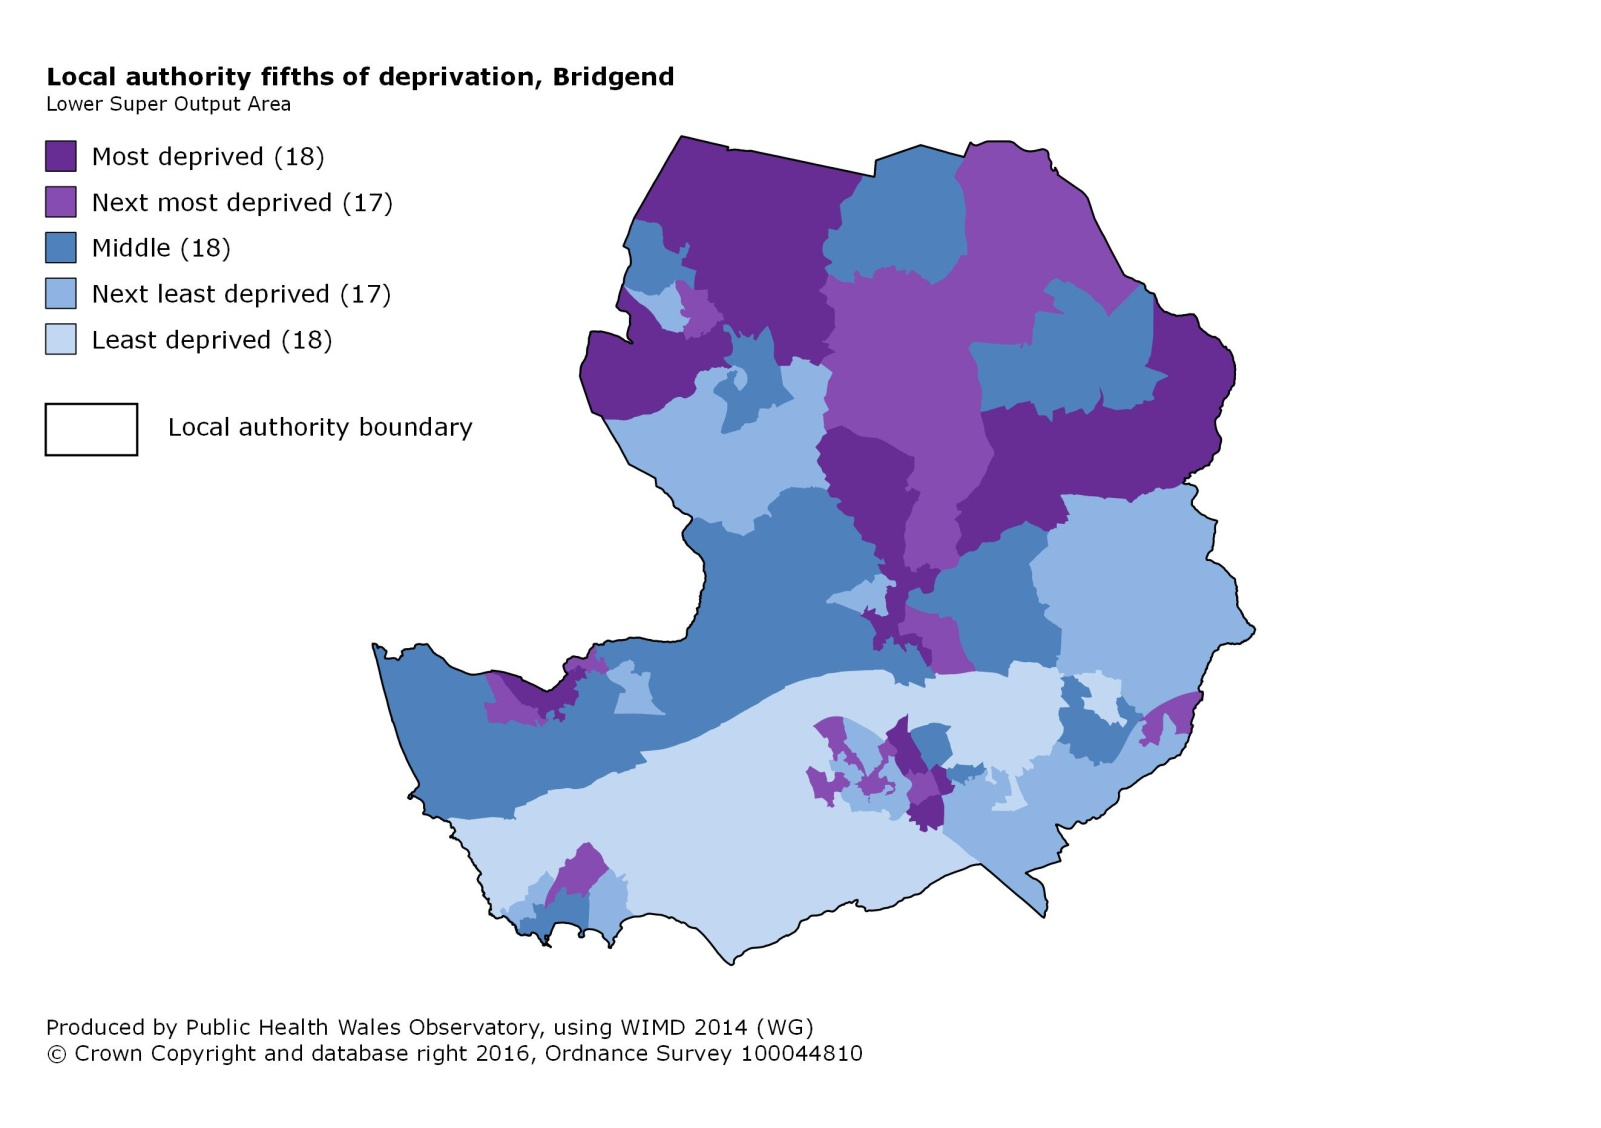 Local authority fifths of deprivation, Bridgend
Lower Super Output Area
Most deprived (18)
Next most deprived (17)
Middle (18)
Next least deprived (17)
Least deprived (18)
Local authority boundary
Produced by Public Health Wales Observatory, using WIMD 2014 (WG)
© Crown Copyright and database right 2016, Ordnance Survey 100044810